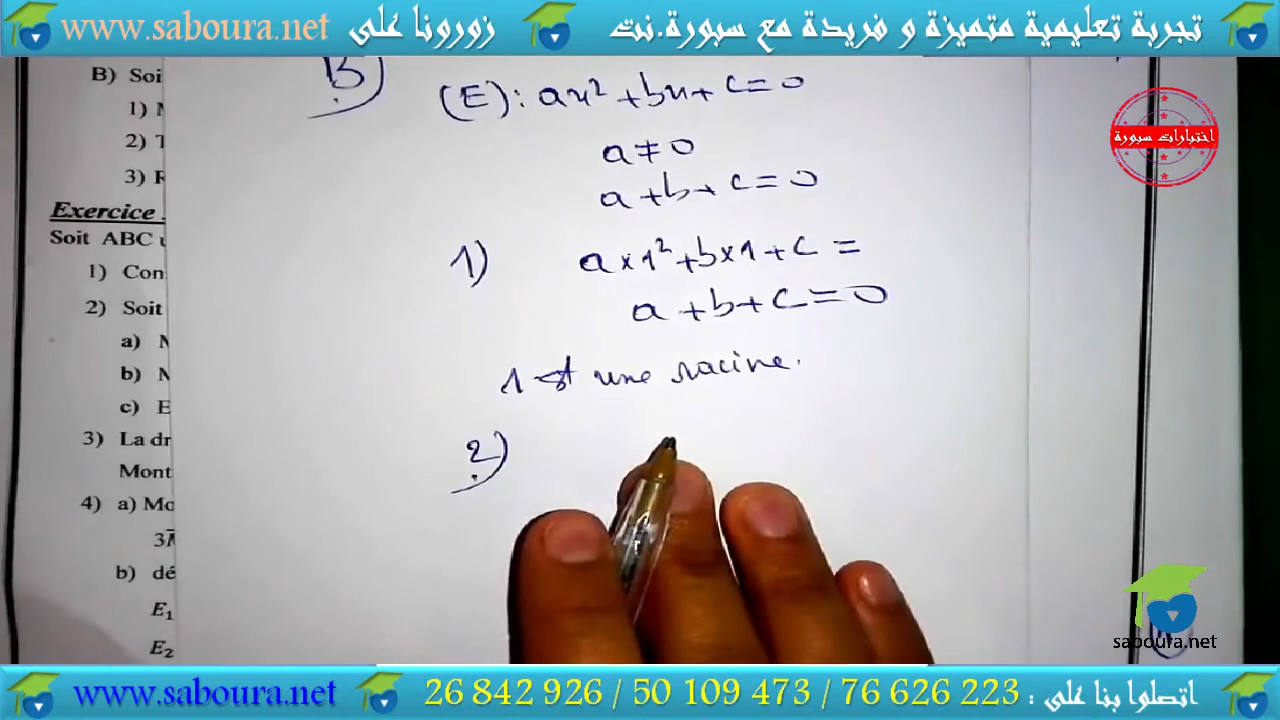 www.saboura.net زورونا على تجربة تعليمية متميزة و فريدة مع سبورة.نت
اختبارات سبورة
B) Soi
1)
2)
3)
Exercice
Soit ABC
1) Con
2) Soit
a)
b)
c) E
3) La dr
Mont
4) a) Mo
b) dé
E₁
E₂
B)
(E): ax² + bx + c = 0
a ≠ 0
a + b + c = 0
1) a×1² + b×1 + c =
a + b + c = 0
1 est une racine.
2)
saboura.net
www.saboura.net 26 842 926 / 50 109 473 / 76 626 223 : اتصلوا بنا على